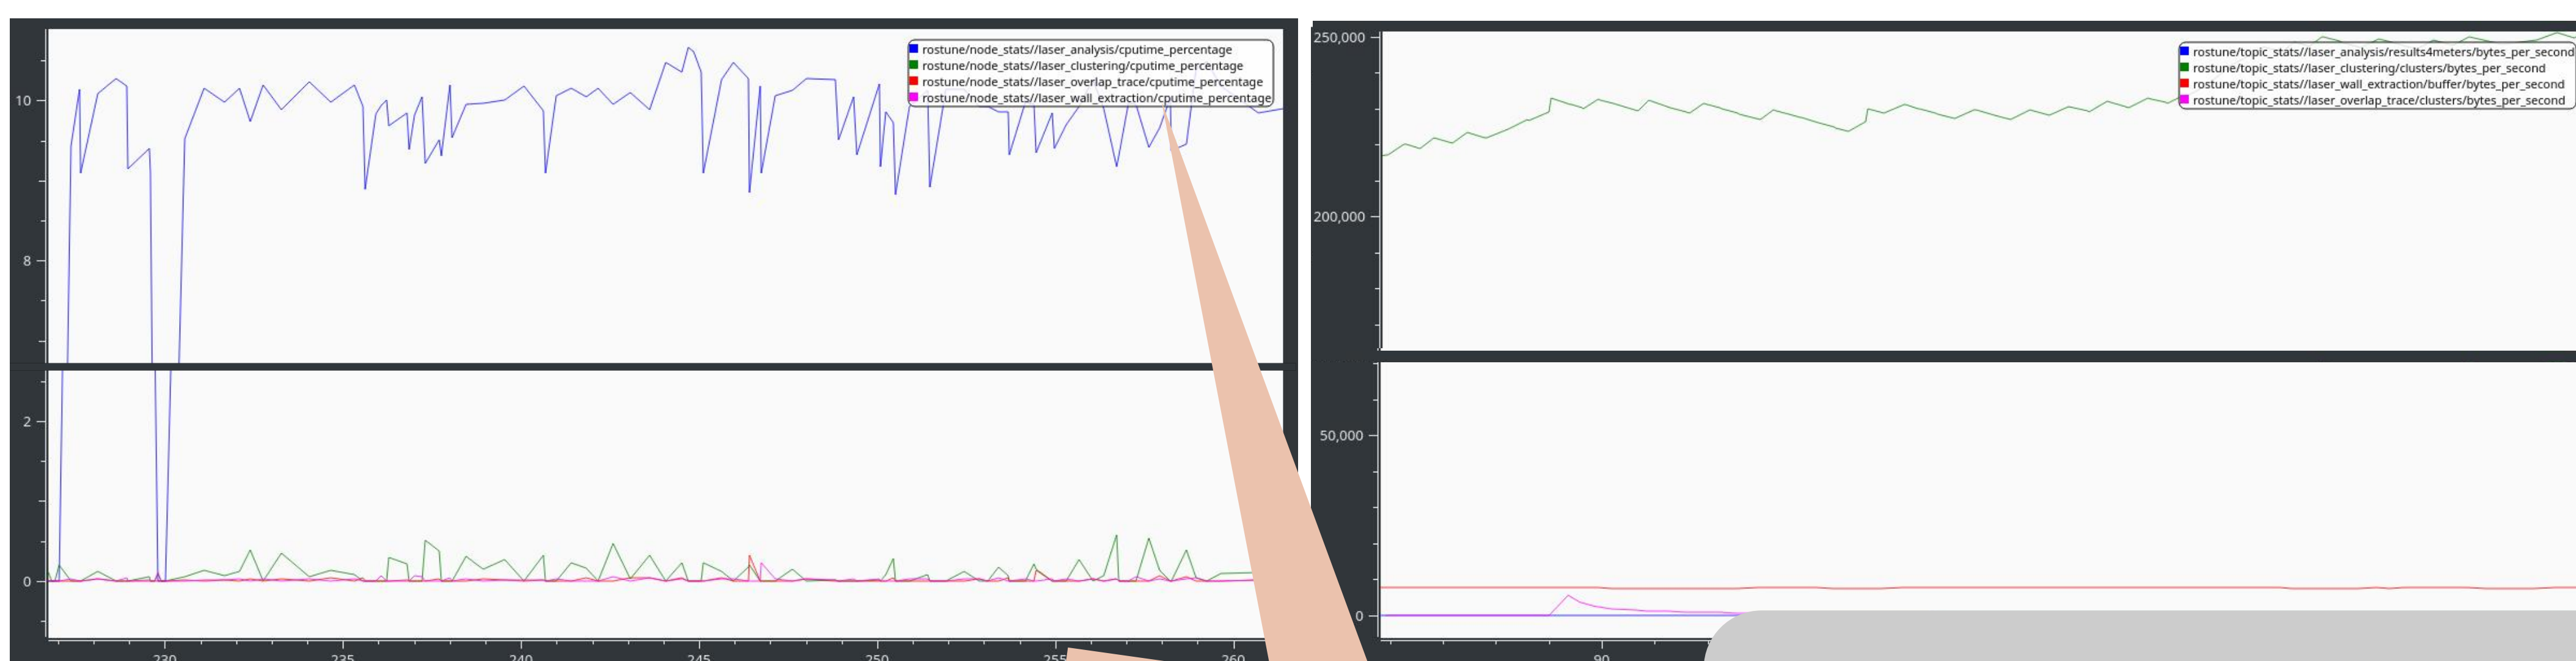 rostune/node_stats//laser_analysis/cputime_percentage
rostune/node_stats//laser_clustering/cputime_percentage
rostune/node_stats//laser_overlap_trace/cputime_percentage
rostune/node_stats//laser_wall_extraction/cputime_percentage
10
8
2
0
230
235
240
245
250
255
260
250,000
rostune/topic_stats//laser_analysis/results4meters/bytes_per_second
rostune/topic_stats//laser_clustering/clusters/bytes_per_second
rostune/topic_stats//laser_wall_extraction/buffer/bytes_per_second
rostune/topic_stats//laser_overlap_trace/clusters/bytes_per_second
200,000
50,000
0
90